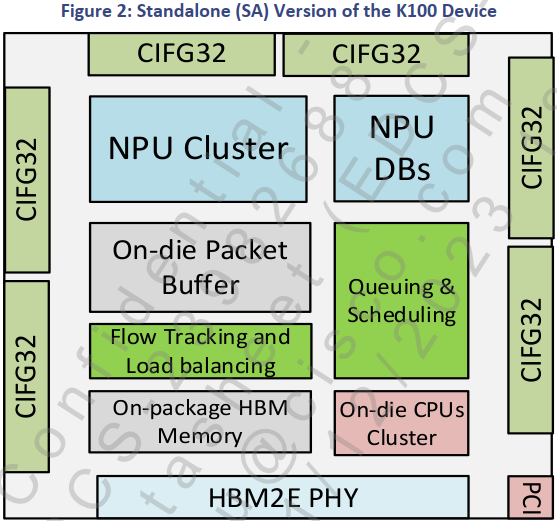 Figure 2: Standalone (SA) Version of the K100 Device
CIFG32
CIFG32
CIFG32
CIFG32
NPU Cluster
NPU
DBs
On-die Packet
Buffer
Queuing &
Scheduling
Flow Tracking and
Load balancing
CIFG32
CIFG32
On-package HBM
Memory
On-die CPUs
Cluster
HBM2E PHY
PCI
Confidential -